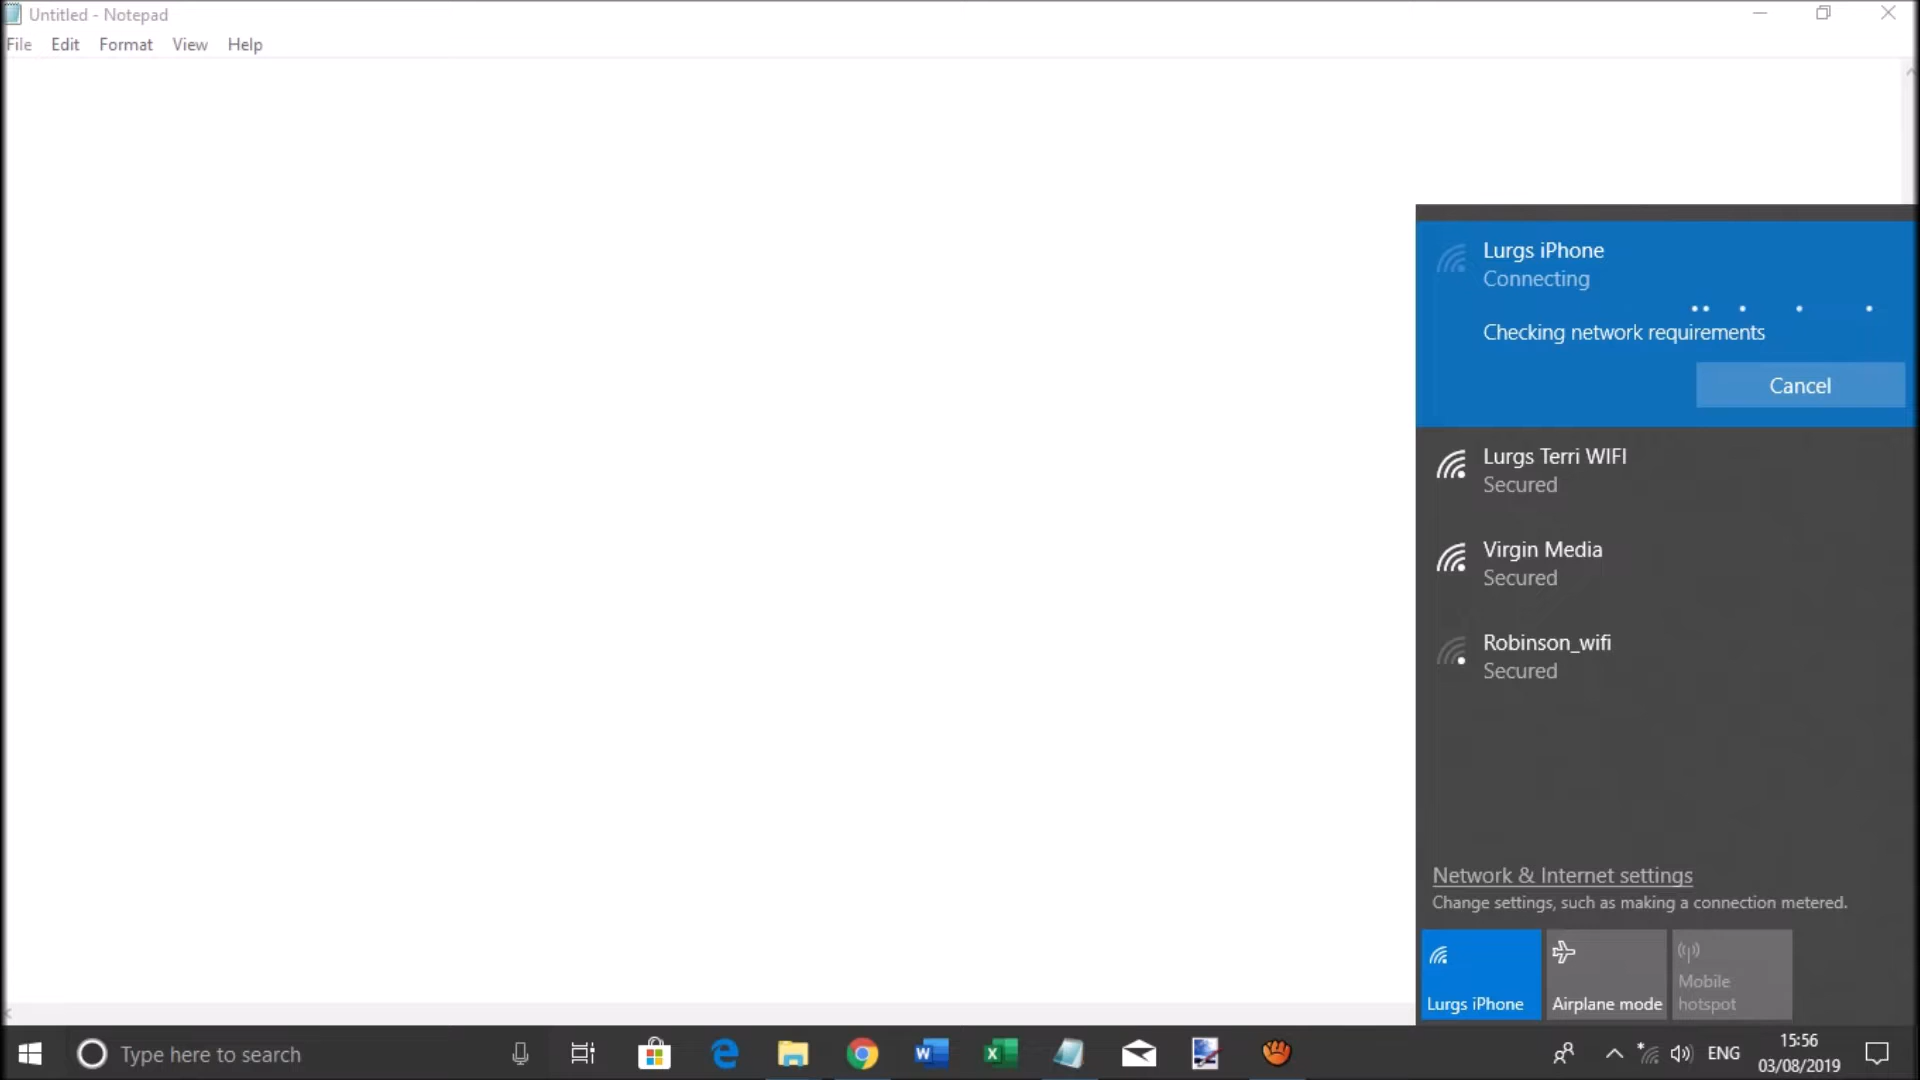 Untitled - Notepad
File Edit Format View Help
Lurgs iPhone
Connecting
Checking network requirements
Cancel
Lurgs Terri WIFI
Secured
Virgin Media
Secured
Robinson_wifi
Secured
Network & Internet settings
Change settings, such as making a connection metered.
Lurgs iPhone
Airplane mode
Mobile
hotspot
Type here to search
ENG
15:56
03/08/2019